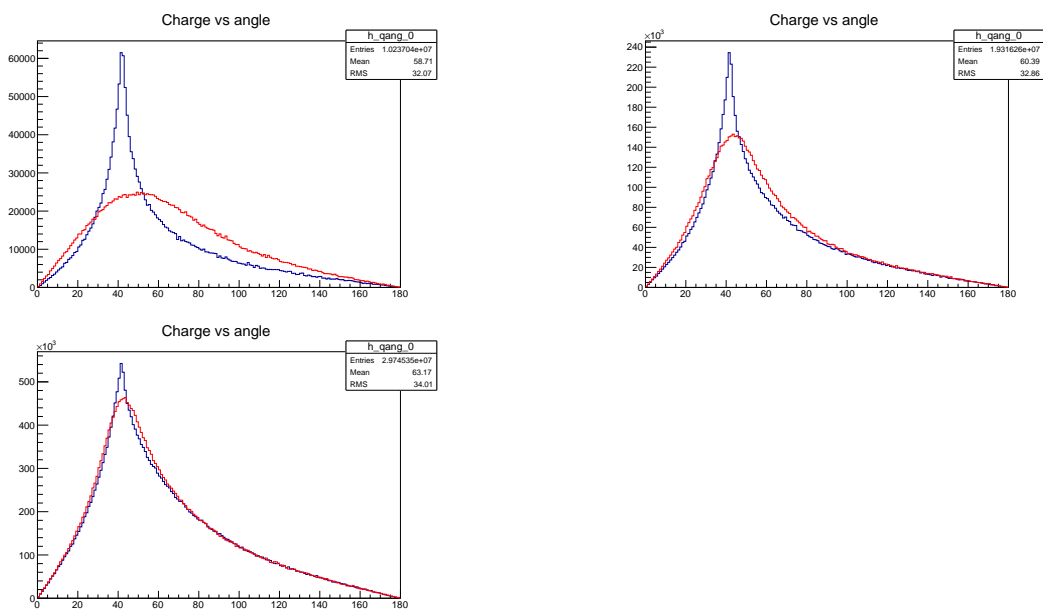 Charge vs angle
h_qang_0
Entries 1.023704e+07
Mean 58.71
RMS 32.07
60000
50000
40000
30000
20000
10000
0
0 20 40 60 80 100 120 140 160 180
Charge vs angle
×10³
h_qang_0
Entries 1.931626e+07
Mean 60.39
RMS 32.86
240
220
200
180
160
140
120
100
80
60
40
20
0
0 20 40 60 80 100 120 140 160 180
Charge vs angle
×10³
h_qang_0
Entries 2.974535e+07
Mean 63.17
RMS 34.01
500
400
300
200
100
0
0 20 40 60 80 100 120 140 160 180